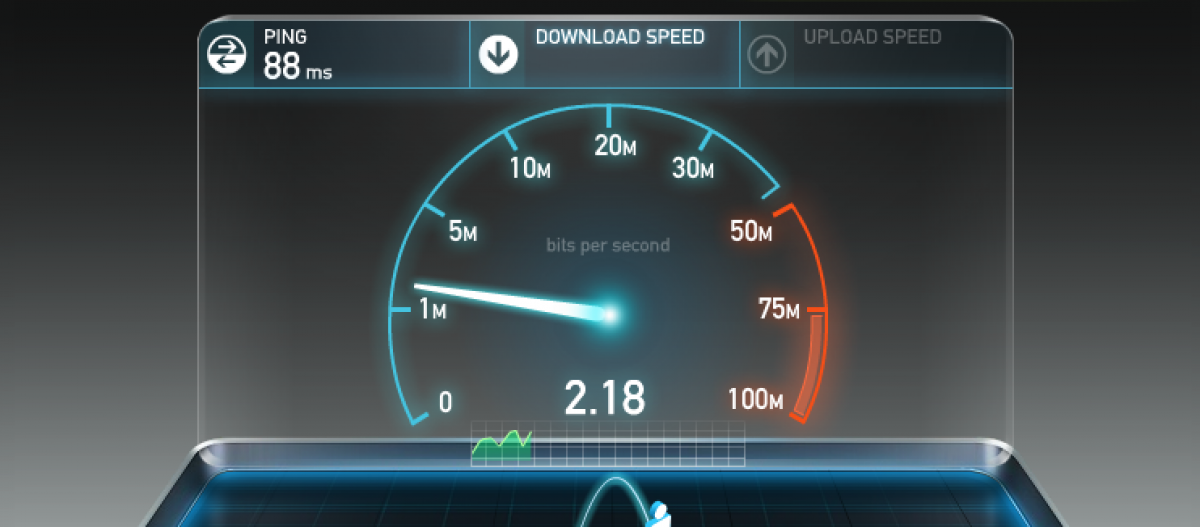 PING
88 ms
DOWNLOAD SPEED
UPLOAD SPEED
20M
10M
30M
5M
50M
bits per second
1M
75M
0
2.18
100M